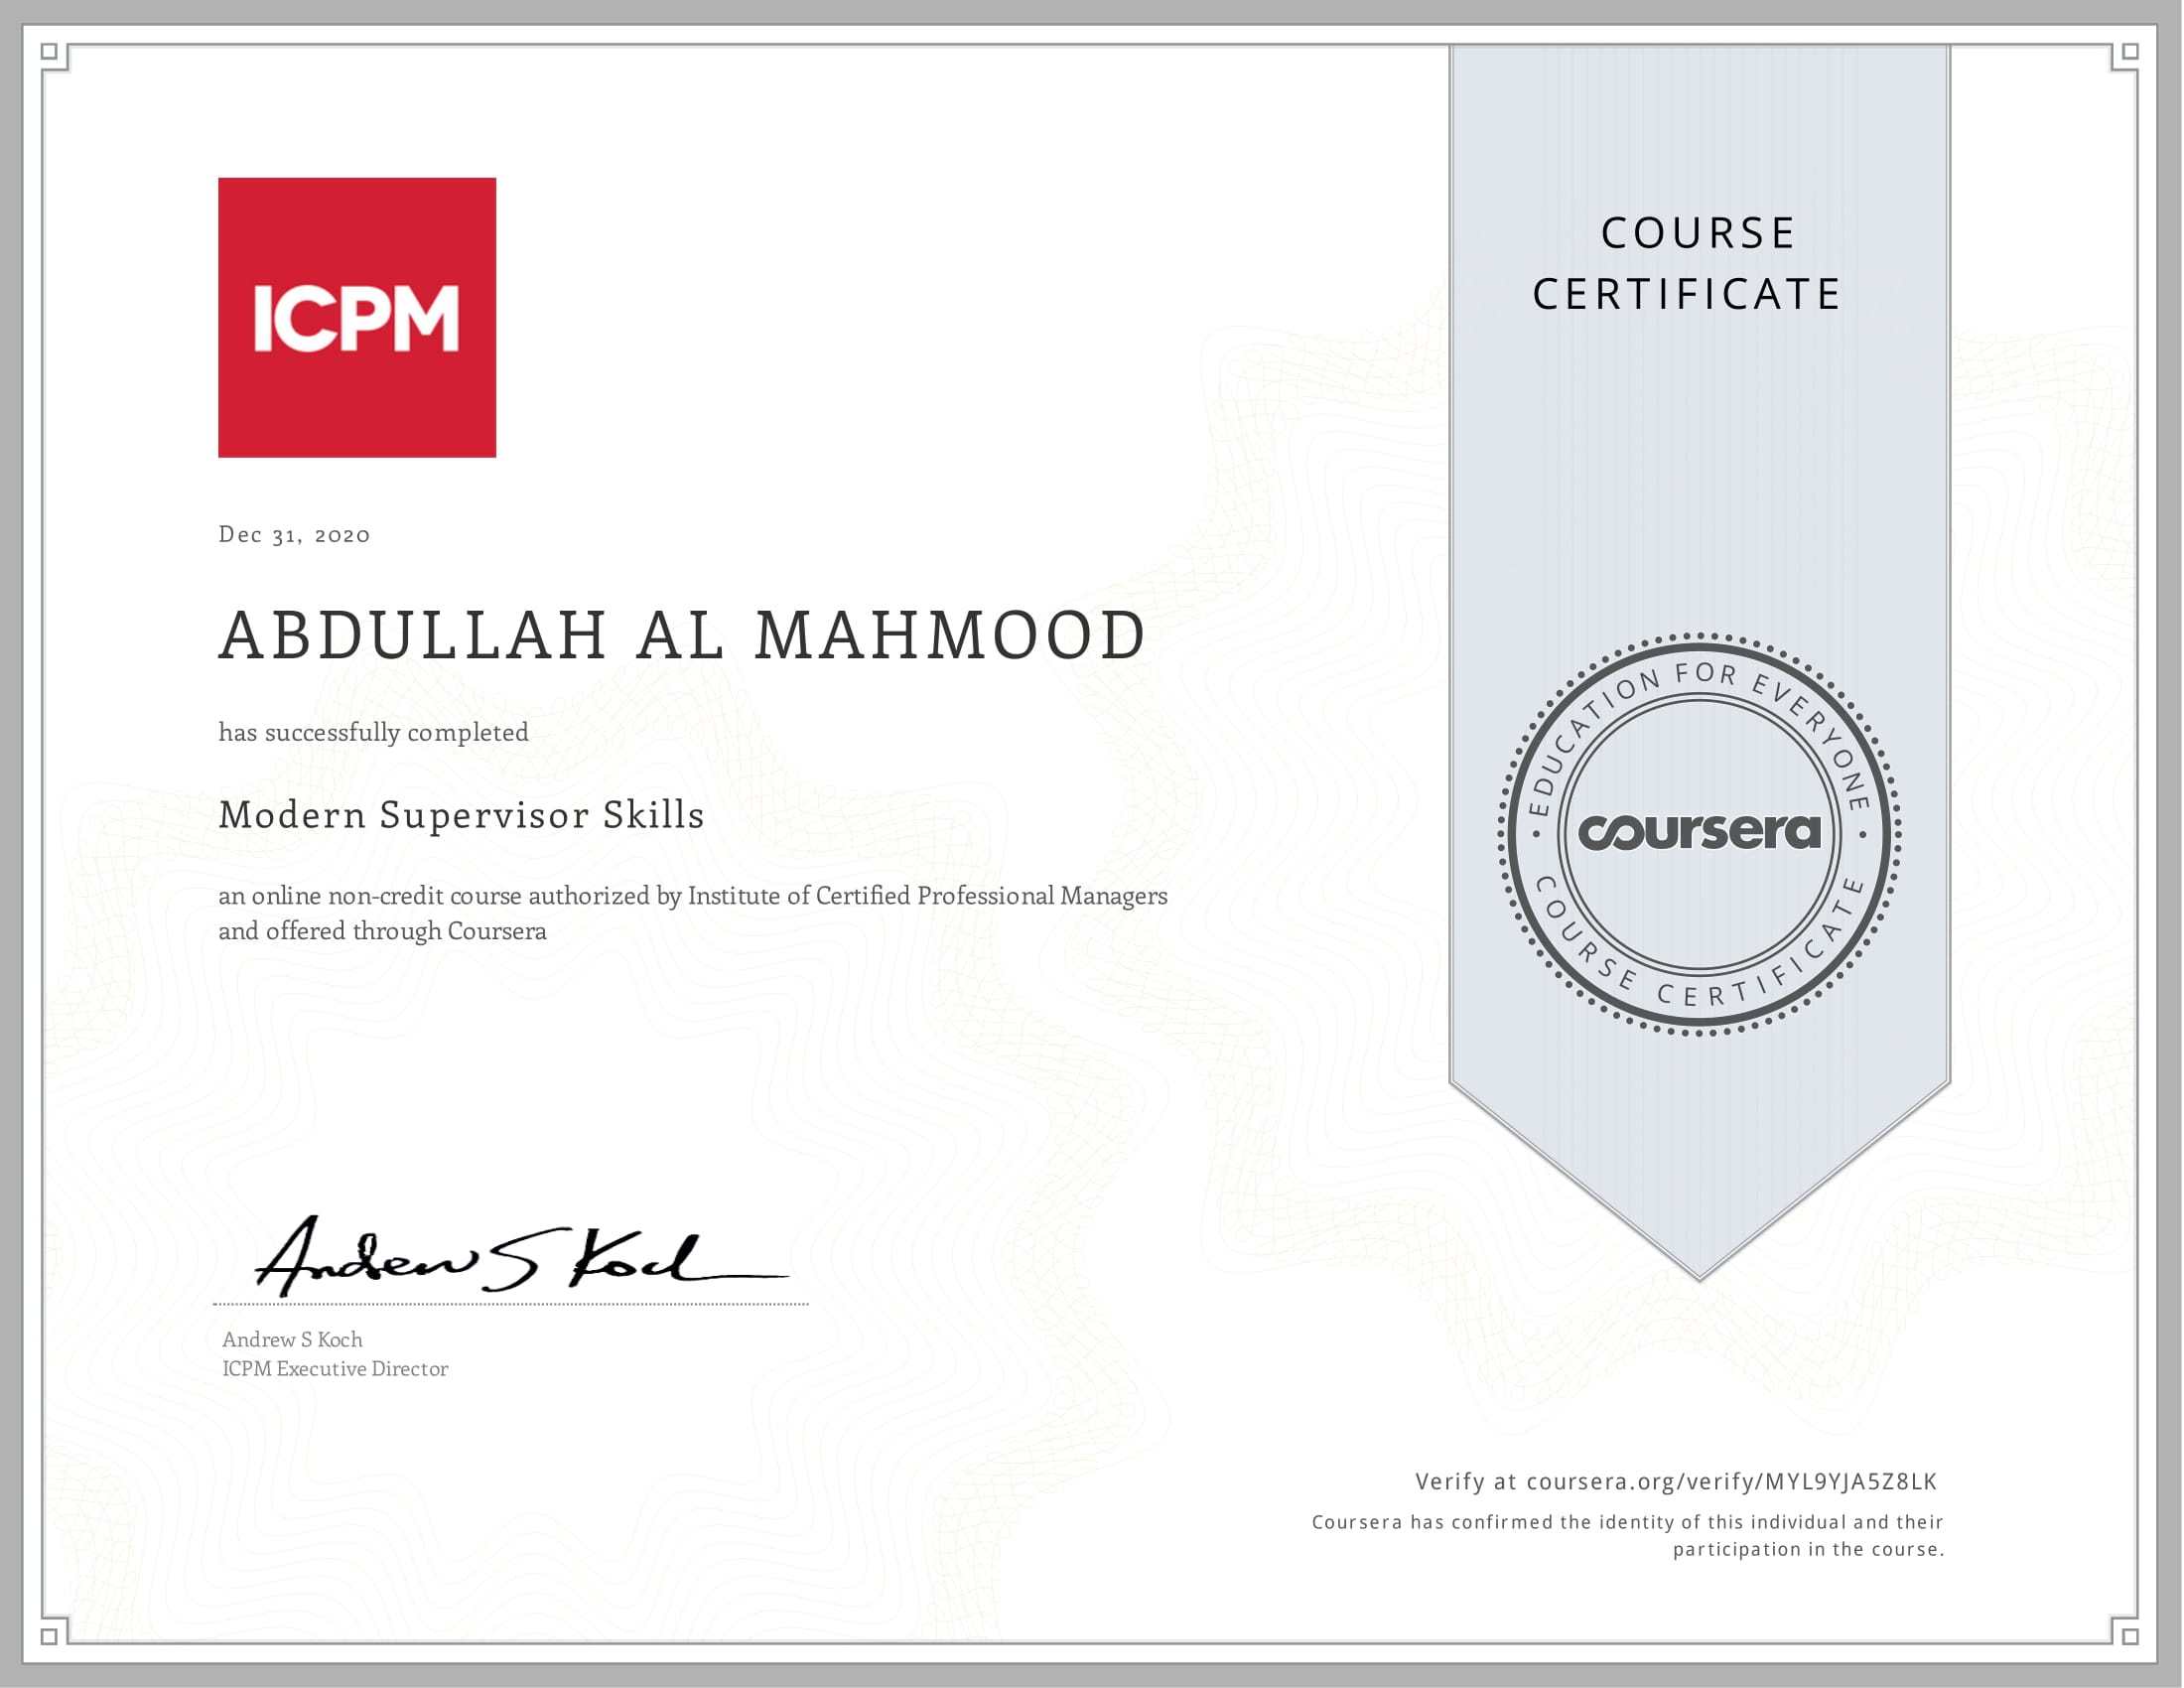 ICPM
Dec 31, 2020
ABDULLAH AL MAHMOOD
has successfully completed
Modern Supervisor Skills
an online non-credit course authorized by Institute of Certified Professional Managers
and offered through Coursera
Andrew S Koch
Andrew S Koch
ICPM Executive Director
COURSE
CERTIFICATE
EDUCATION FOR EVERYONE
coursera
COURSE CERTIFICATE
Verify at coursera.org/verify/MYL9YJA5Z8LK
Coursera has confirmed the identity of this individual and their
participation in the course.